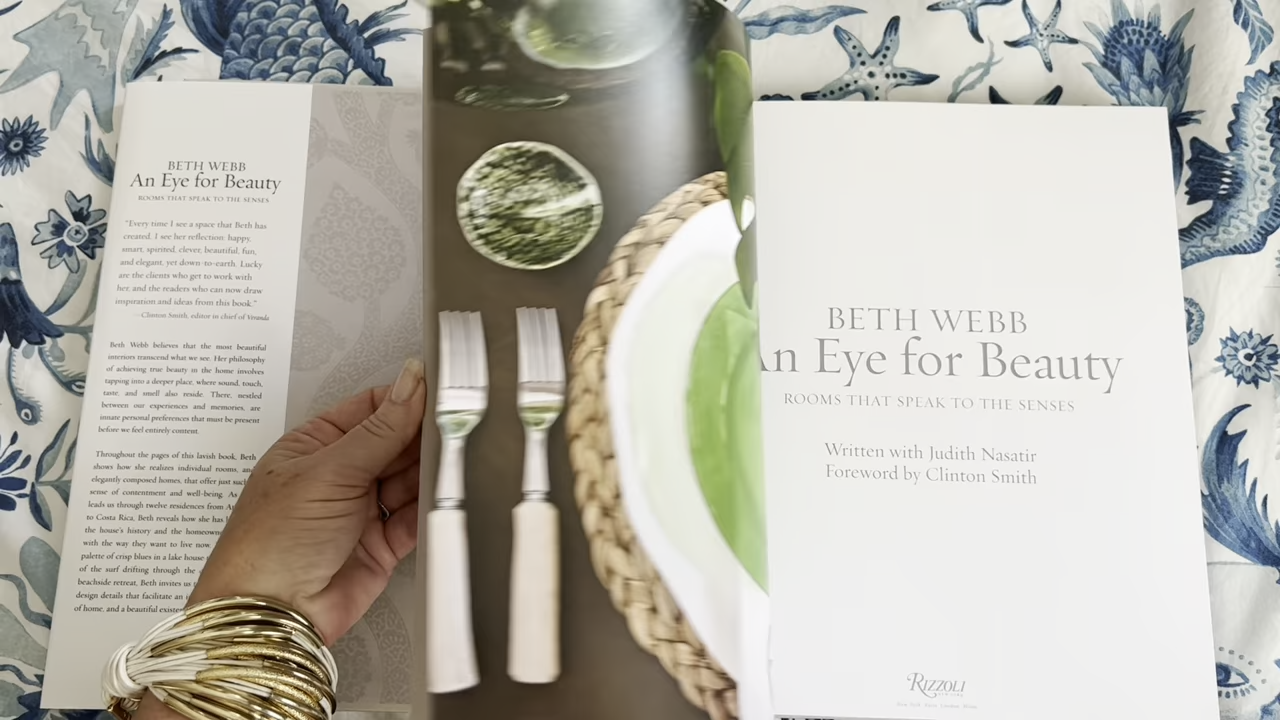 BETH WEBB
An Eye for Beauty
ROOMS THAT SPEAK TO THE SENSES
"Every time I see a space that Beth has
created, I see her reflection: happy,
smart, spirited, clever, beautiful, fun,
and elegant, yet down-to-earth. Lucky
are the clients who get to work with
her, and the readers who can now draw
inspiration and ideas from this book."
—Clinton Smith, editor in chief of Veranda
Beth Webb believes that the most beautiful
interiors transcend what we see. Her philosophy
of achieving true beauty in the home involves
tapping into a deeper place, where sound, touch,
taste, and smell also reside. There, nestled
between our experiences and memories, are
innate personal preferences that must be present
before we feel entirely content.
Throughout the pages of this lavish book, Beth
shows how she realizes individual rooms, and
elegantly composed homes, that offer just such
sense of contentment and well-being. As
leads us through twelve residences from
to Costa Rica, Beth reveals how she has
the house's history and the
with the way they want to live now.
palette of crisp blues in a lake house
of the surf drifting through the
beachside retreat, Beth invites us
design details that facilitate an
of home, and a beautiful
BETH WEBB
An Eye for Beauty
ROOMS THAT SPEAK TO THE SENSES
Written with Judith Nasatir
Foreword by Clinton Smith
RIZZOLI